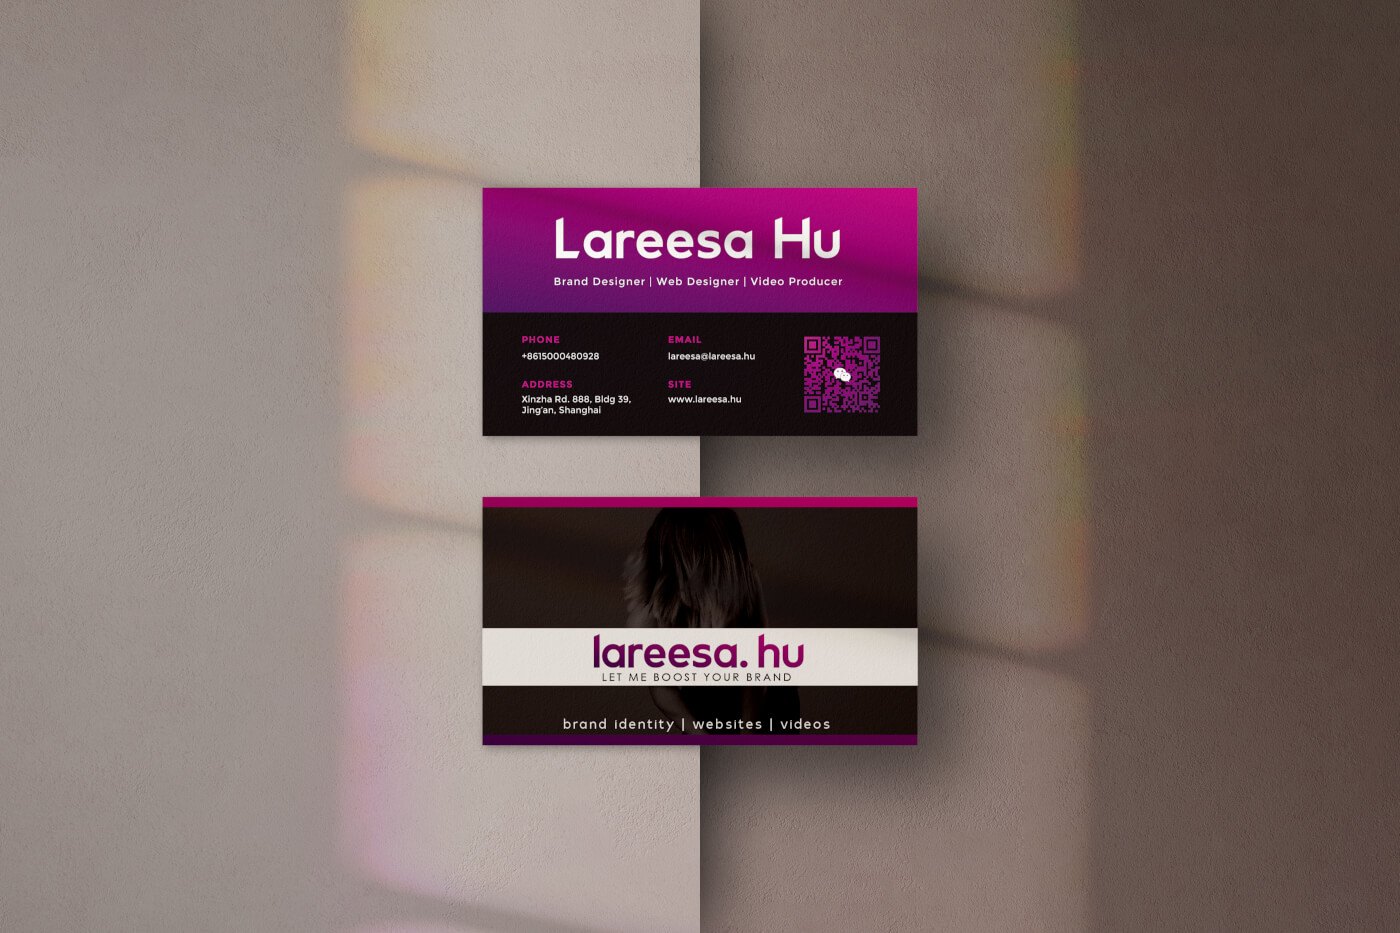 Lareesa Hu
Brand Designer | Web Designer | Video Producer
PHONE
+8615000480928
EMAIL
lareesa@lareesa.hu
ADDRESS
Xinzha Rd. 888, Bldg 39,
Jing'an, Shanghai
SITE
www.lareesa.hu
lareesa.hu
LET ME BOOST YOUR BRAND
brand identity | websites | videos